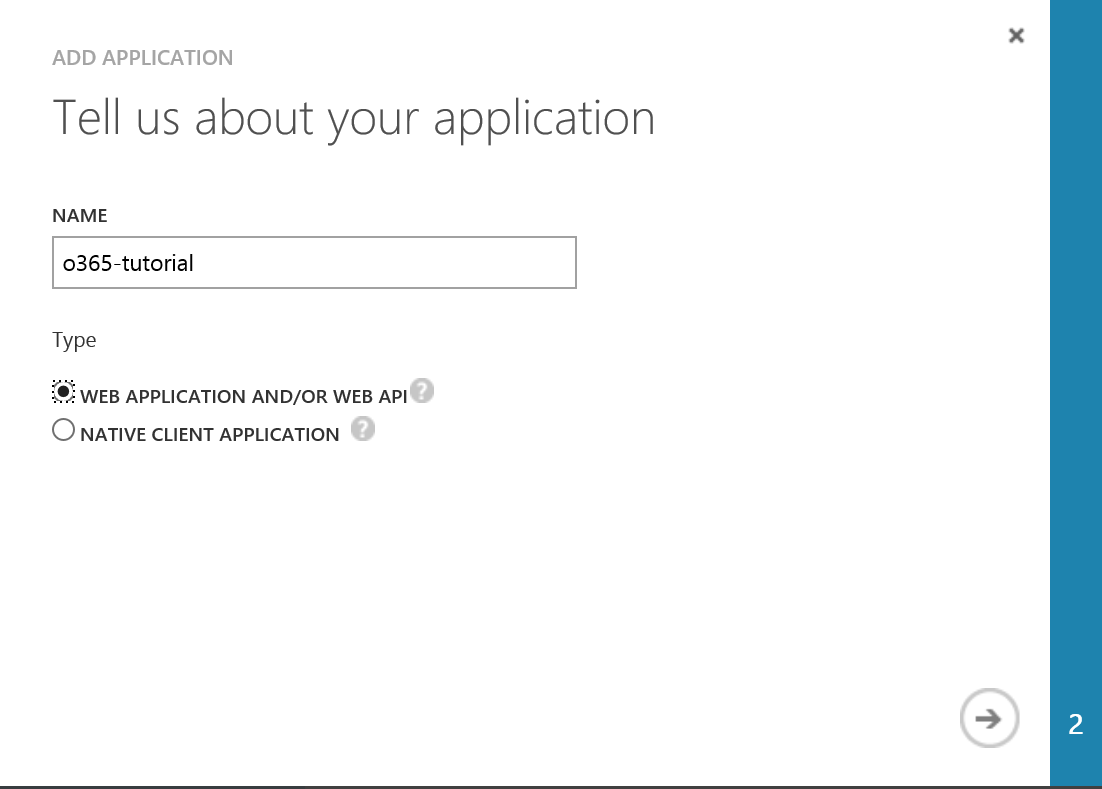 ADD APPLICATION
Tell us about your application
NAME
o365-tutorial
Type
WEB APPLICATION AND/OR WEB API ?
NATIVE CLIENT APPLICATION ?
2